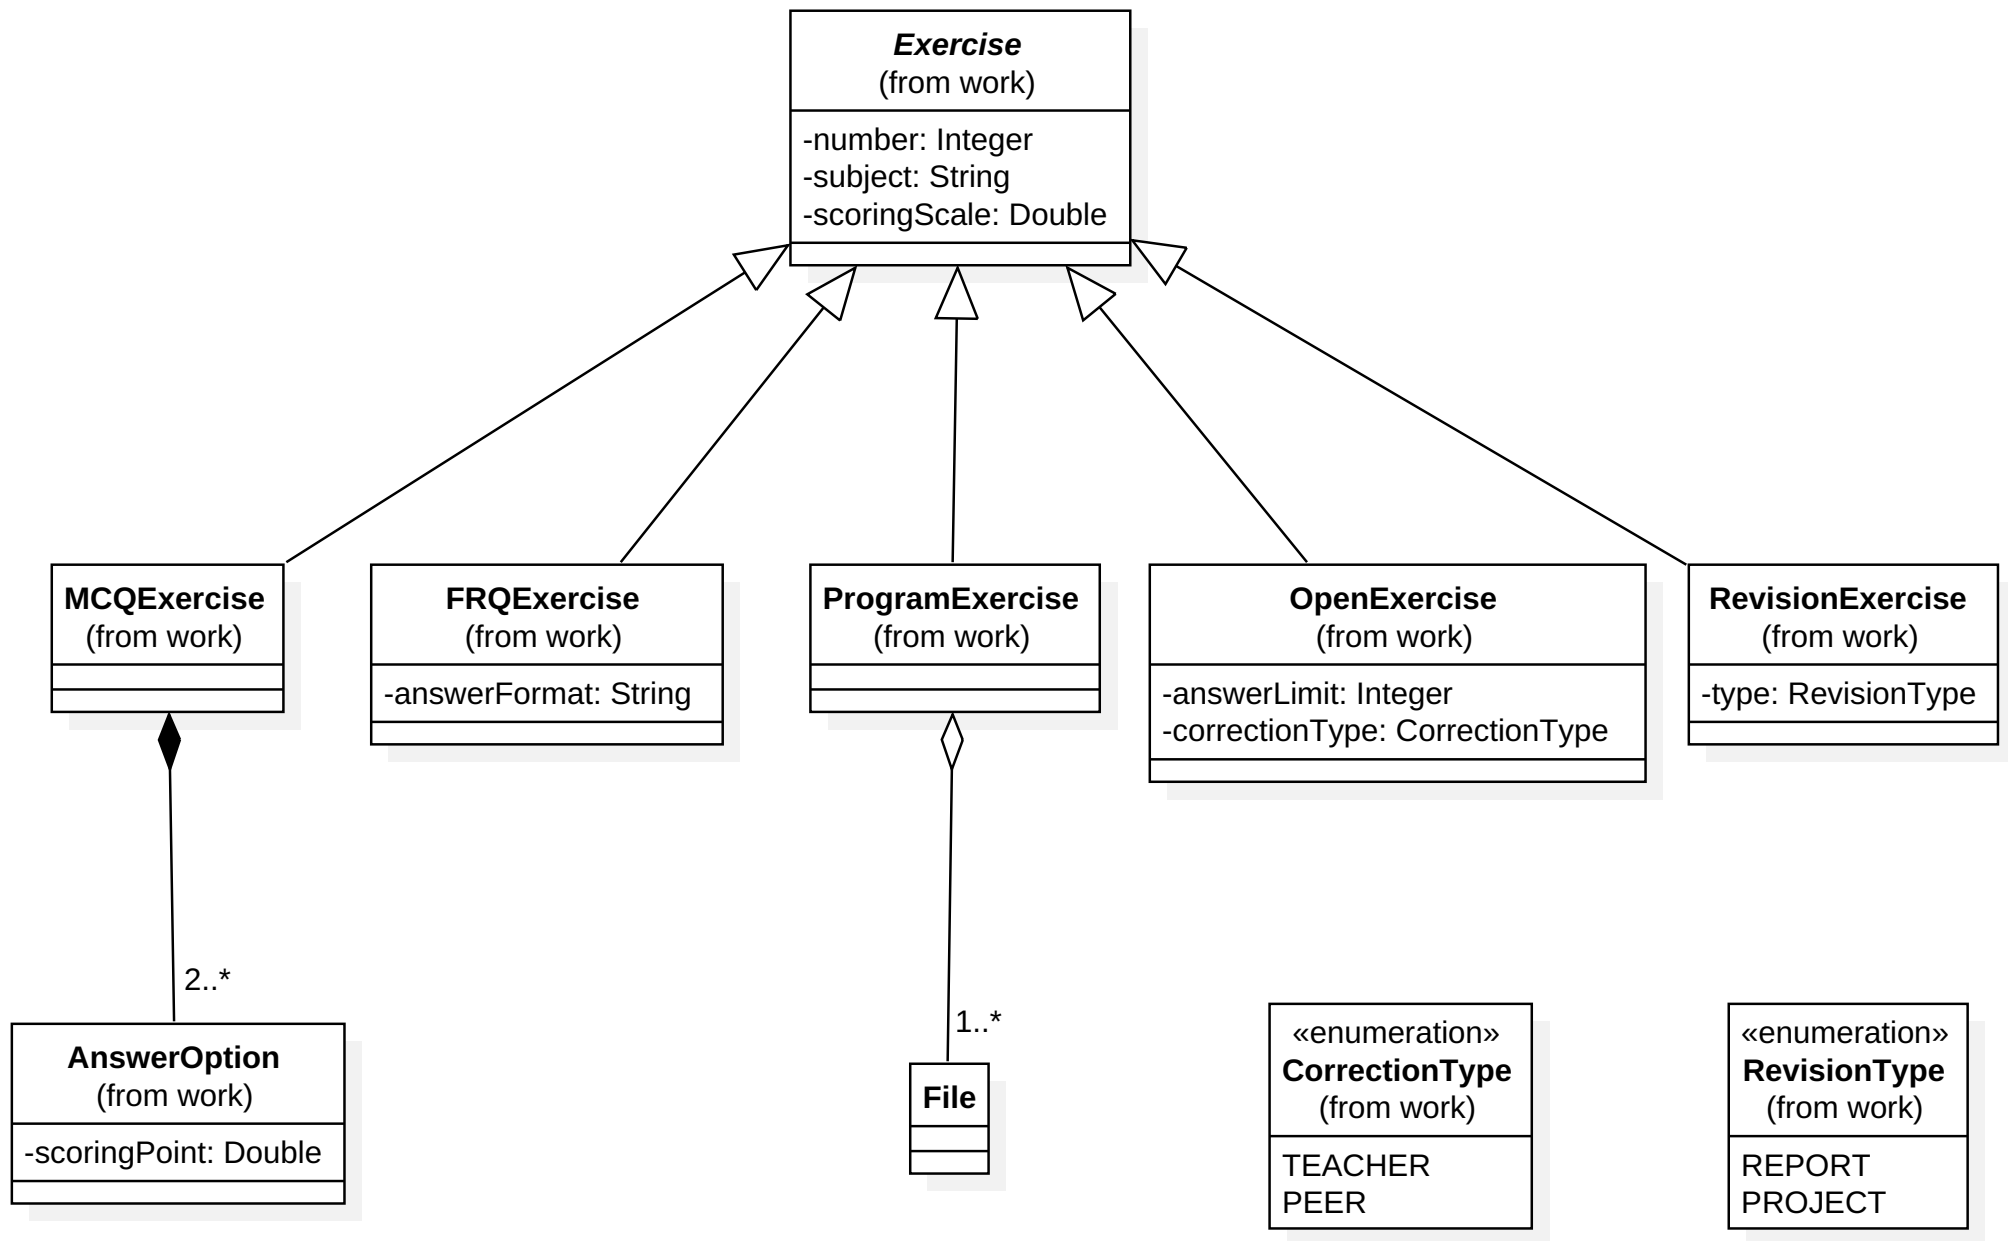 Exercise
(from work)
-number: Integer
-subject: String
-scoringScale: Double
MCQExercise
(from work)
FRQExercise
(from work)
-answerFormat: String
ProgramExercise
(from work)
OpenExercise
(from work)
-answerLimit: Integer
-correctionType: CorrectionType
RevisionExercise
(from work)
-type: RevisionType
2..*
AnswerOption
(from work)
-scoringPoint: Double
1..*
File
«enumeration»
CorrectionType
(from work)
TEACHER
PEER
«enumeration»
RevisionType
(from work)
REPORT
PROJECT